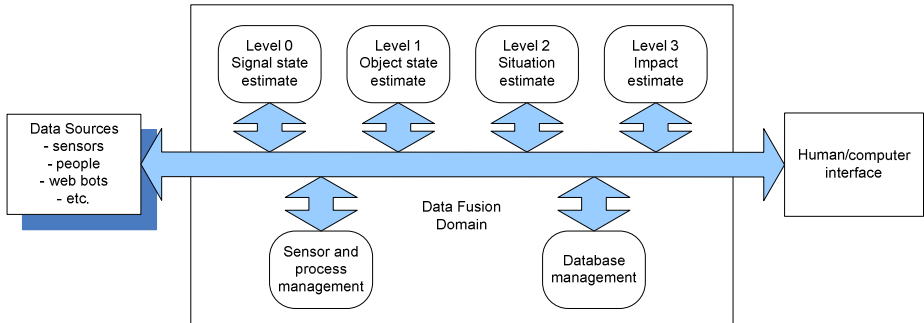 Level 0
Signal state
estimate
Level 1
Object state
estimate
Level 2
Situation
estimate
Level 3
Impact
estimate
Data Sources
- sensors
- people
- web bots
- etc.
Human/computer
interface
Data Fusion
Domain
Sensor and
process
management
Database
management